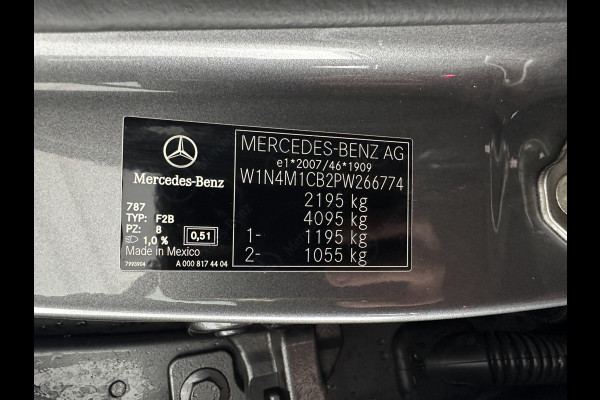 Mercedes-Benz
787
TYP: F2B
PZ: 8
1,0 % 0,51
Made in Mexico
7993904 A 000 817 44 04
MERCEDES-BENZ AG
e1*2007/46*1909
W1N4M1CB2PW266774
2195 kg
4095 kg
1- 1195 kg
2- 1055 kg